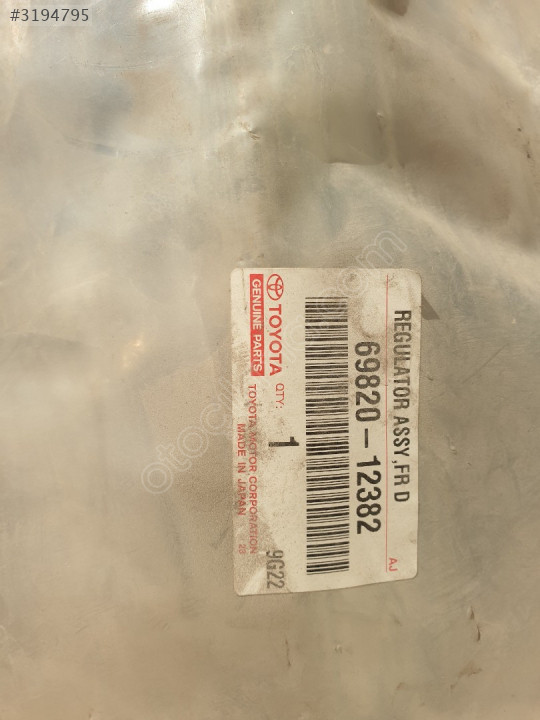 #3194795
REGULATOR ASSY,FR D
AJ
69820-12382
TOYOTA QTY: 1
GENUINE PARTS
TOYOTA MOTOR CORPORATION 9G22
MADE IN JAPAN 23